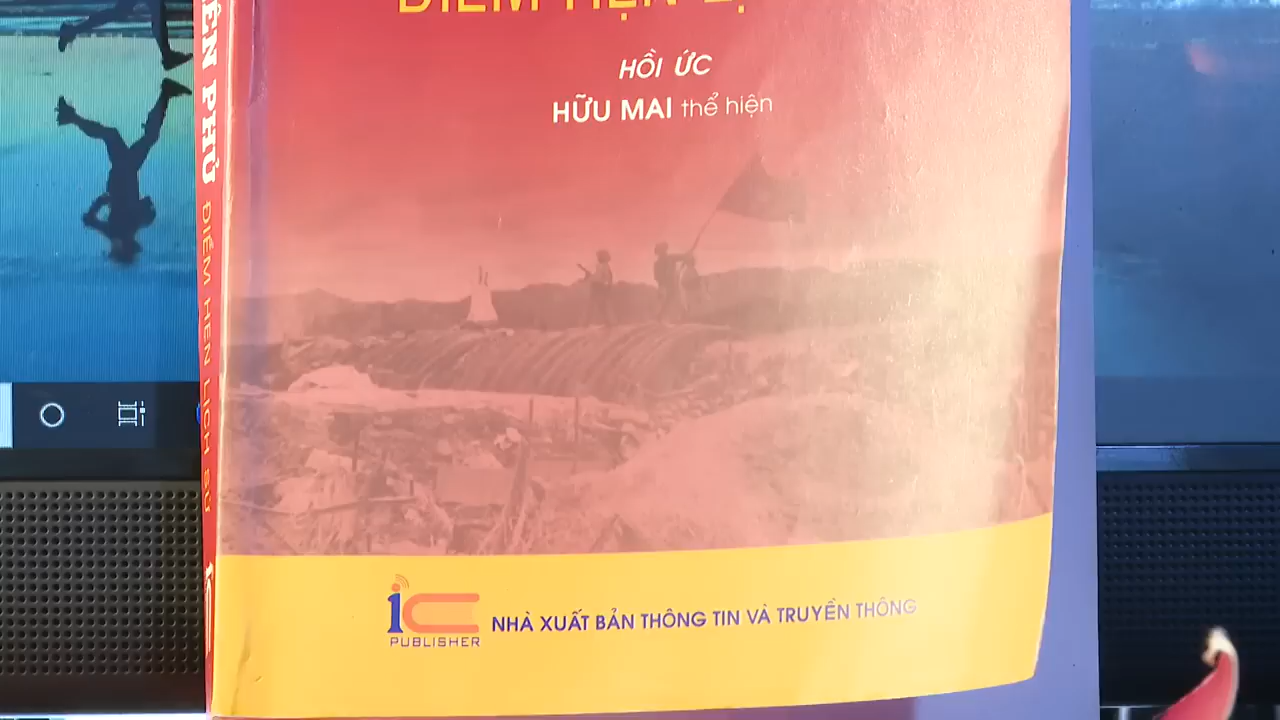 HỒI ỨC
HỮU MAI thể hiện
PHỦ ĐIỂM HẸN LỊCH SỬ
iC
PUBLISHER
NHÀ XUẤT BẢN THÔNG TIN VÀ TRUYỀN THÔNG